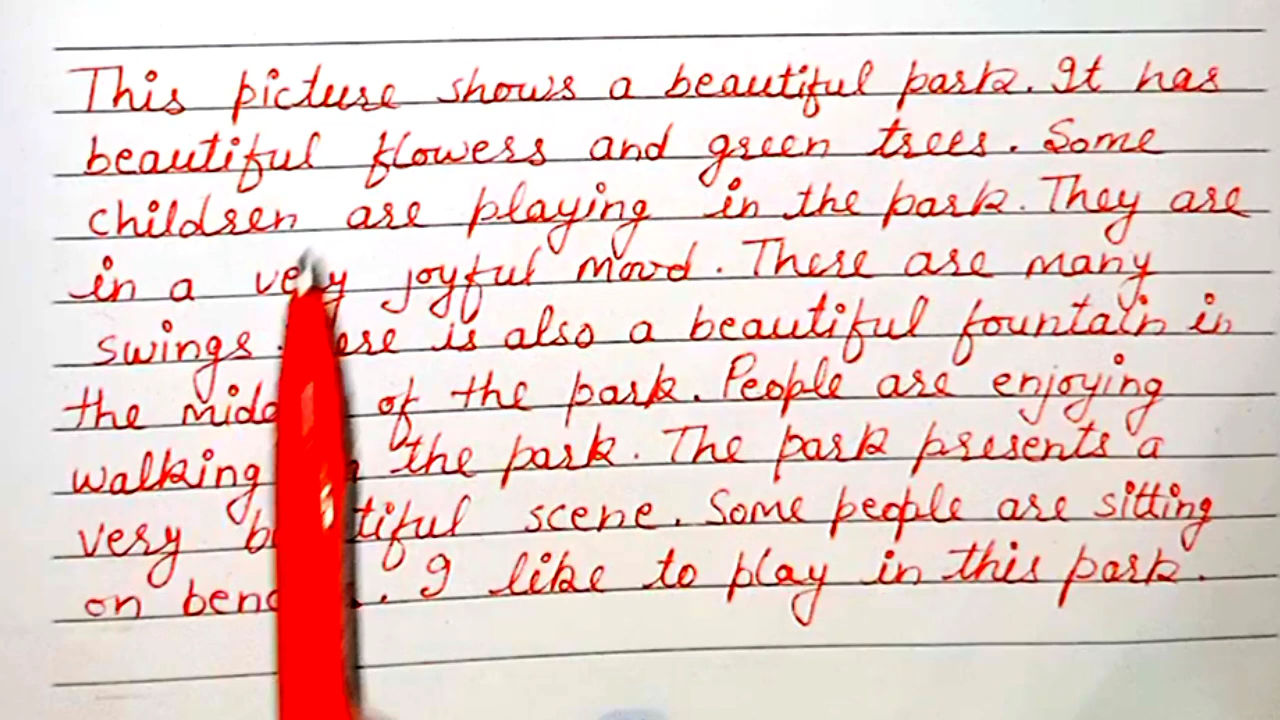 This picture shows a beautiful park. It has
beautiful flowers and green trees. Some
children are playing in the park. They are
in a very joyful mood. There are many
swings. is also a beautiful fountain in
the of the park. People are enjoying
walking the park. The park presents a
very scene. Some people are sitting
on . I like to play in this park.